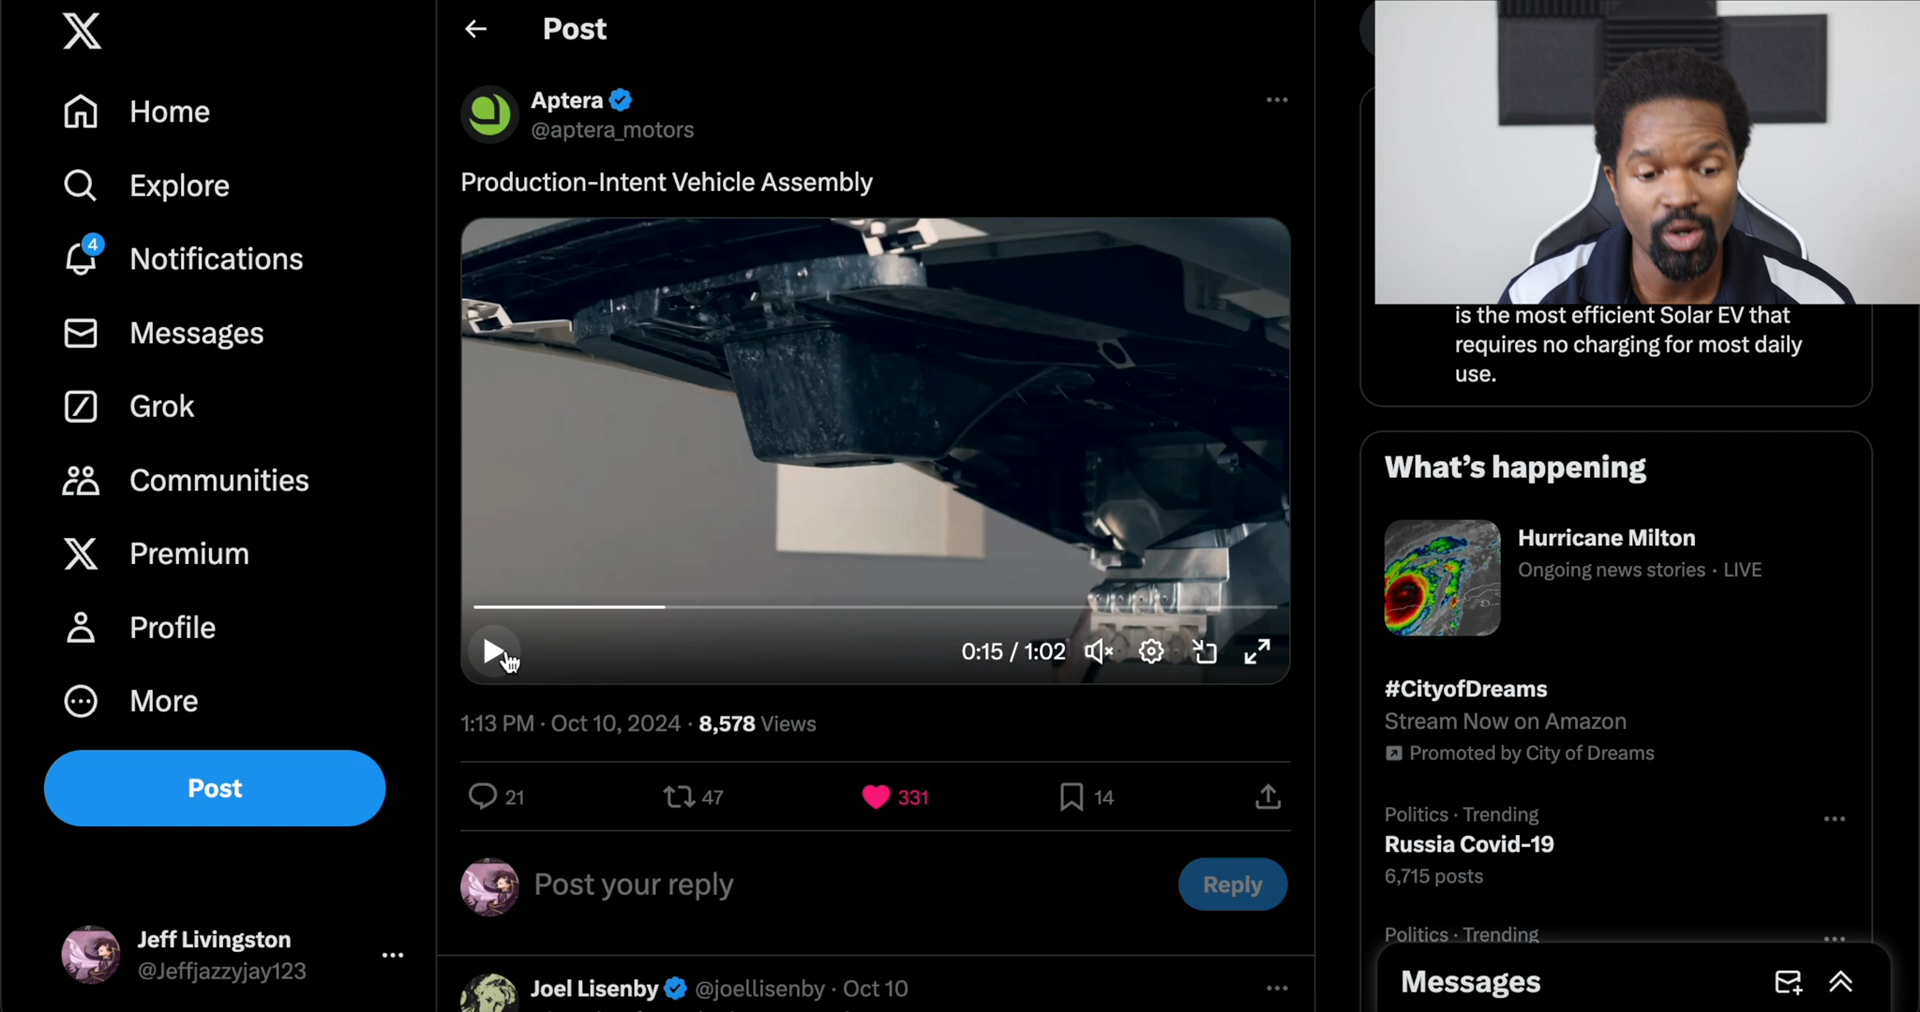 Home
Explore
4
Notifications
Messages
Grok
Communities
Premium
Profile
More
Post
Jeff Livingston
@Jeffjazzyjay123
Post
Aptera
@aptera_motors
Production-Intent Vehicle Assembly
0:15 / 1:02
1:13 PM · Oct 10, 2024 · 8,578 Views
21
47
331
14
Post your reply
Reply
Joel Lisenby @joellisenby · Oct 10
is the most efficient Solar EV that
requires no charging for most daily
use.
What's happening
Hurricane Milton
Ongoing news stories · LIVE
#CityofDreams
Stream Now on Amazon
Promoted by City of Dreams
Politics · Trending
Russia Covid-19
6,715 posts
Politics · Trending
Messages